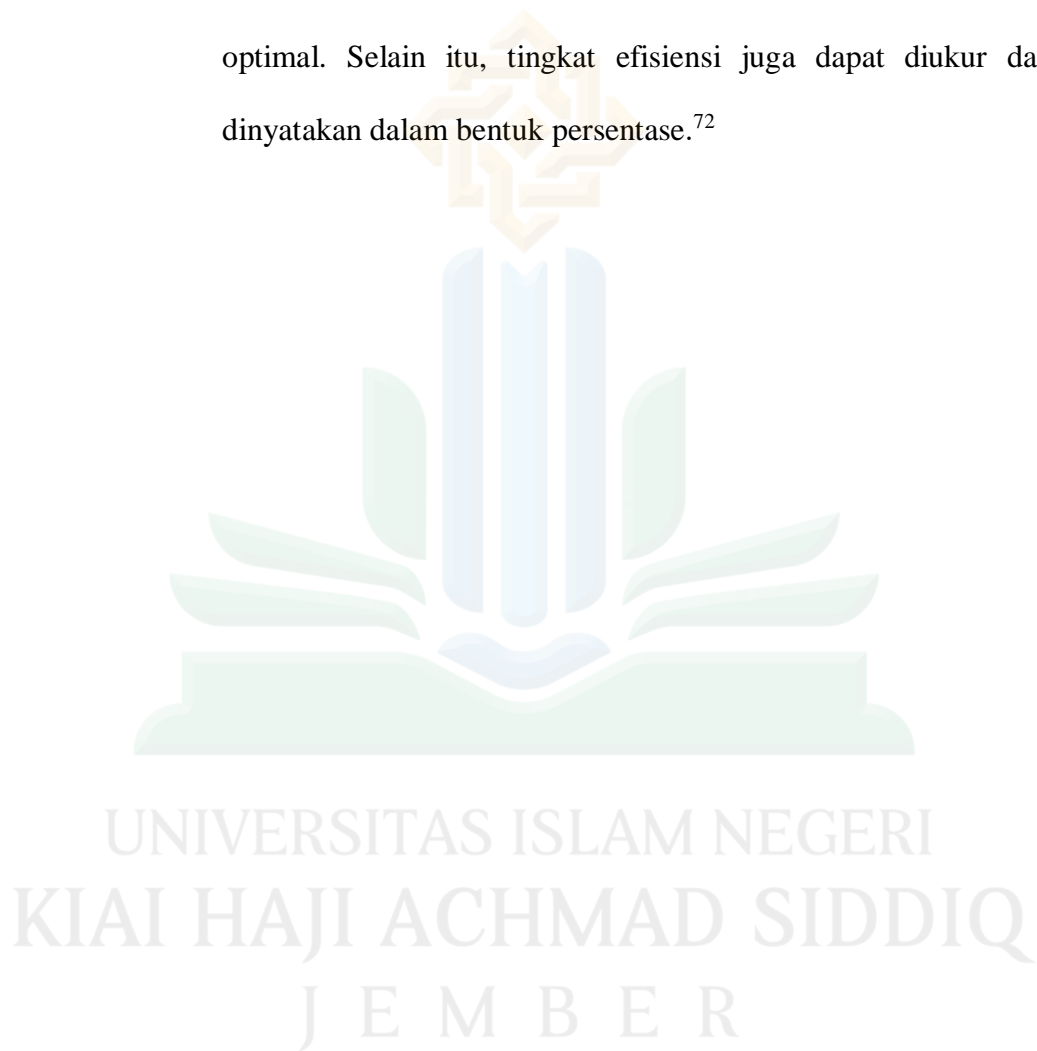 optimal. Selain itu, tingkat efisiensi juga dapat diukur da
dinyatakan dalam bentuk persentase.72
UNIVERSITAS ISLAM NEGERI
KIAI HAJI ACHMAD SIDDIQ
JEMBER